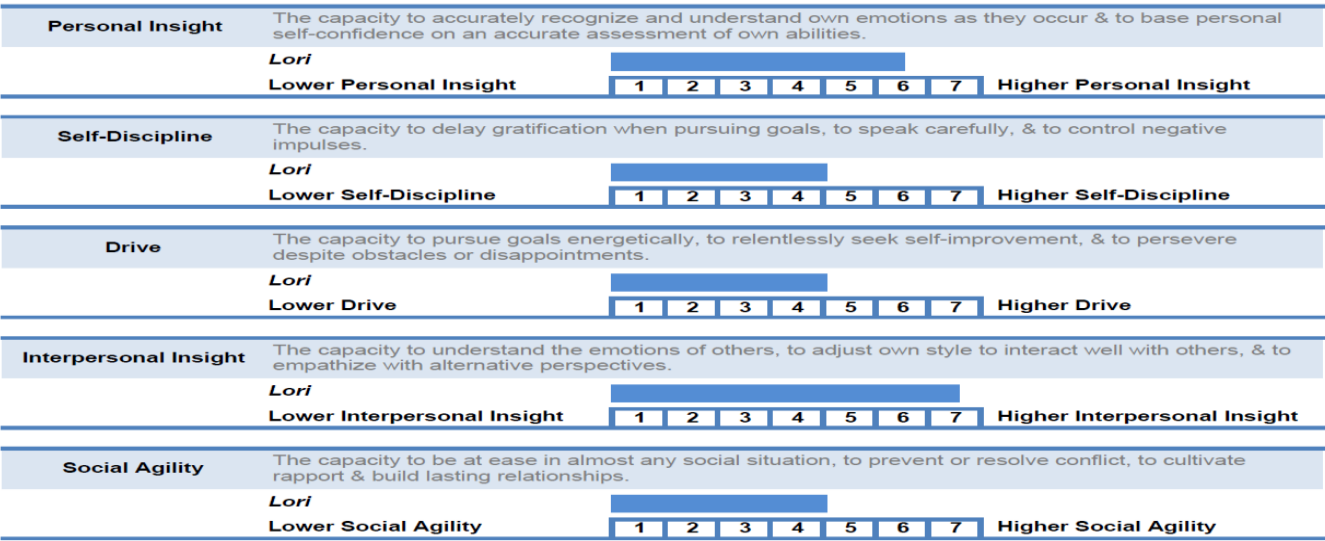 Personal Insight
The capacity to accurately recognize and understand own emotions as they occur & to base personal
self-confidence on an accurate assessment of own abilities.
Lori
Lower Personal Insight 1 2 3 4 5 6 7 Higher Personal Insight
Self-Discipline
The capacity to delay gratification when pursuing goals, to speak carefully, & to control negative
impulses.
Lori
Lower Self-Discipline 1 2 3 4 5 6 7 Higher Self-Discipline
Drive
The capacity to pursue goals energetically, to relentlessly seek self-improvement, & to persevere
despite obstacles or disappointments.
Lori
Lower Drive 1 2 3 4 5 6 7 Higher Drive
Interpersonal Insight
The capacity to understand the emotions of others, to adjust own style to interact well with others, & to
empathize with alternative perspectives.
Lori
Lower Interpersonal Insight 1 2 3 4 5 6 7 Higher Interpersonal Insight
Social Agility
The capacity to be at ease in almost any social situation, to prevent or resolve conflict, to cultivate
rapport & build lasting relationships.
Lori
Lower Social Agility 1 2 3 4 5 6 7 Higher Social Agility